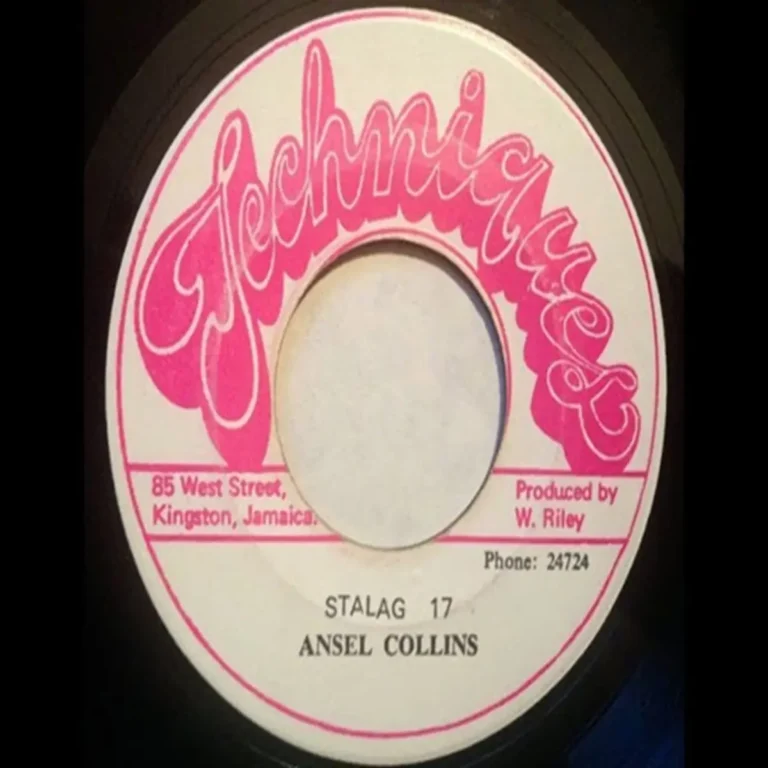 Techniques
85 West Street,
Kingston, Jamaica.
Produced by
W. Riley
Phone: 24724
STALAG 17
ANSEL COLLINS